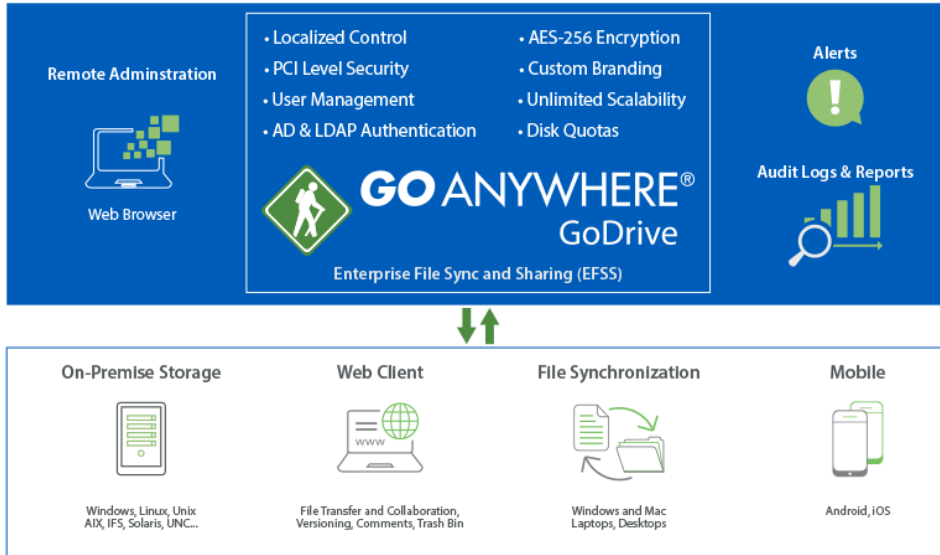 Remote Adminstration
Web Browser
• Localized Control
• PCI Level Security
• User Management
• AD & LDAP Authentication
• AES-256 Encryption
• Custom Branding
• Unlimited Scalability
• Disk Quotas
GO ANYWHERE®
GoDrive
Enterprise File Sync and Sharing (EFSS)
Alerts
!
Audit Logs & Reports
On-Premise Storage
Windows, Linux, Unix
AIX, IFS, Solaris, UNC...
Web Client
www
File Transfer and Collaboration,
Versioning, Comments, Trash Bin
File Synchronization
Windows and Mac
Laptops, Desktops
Mobile
Android, iOS